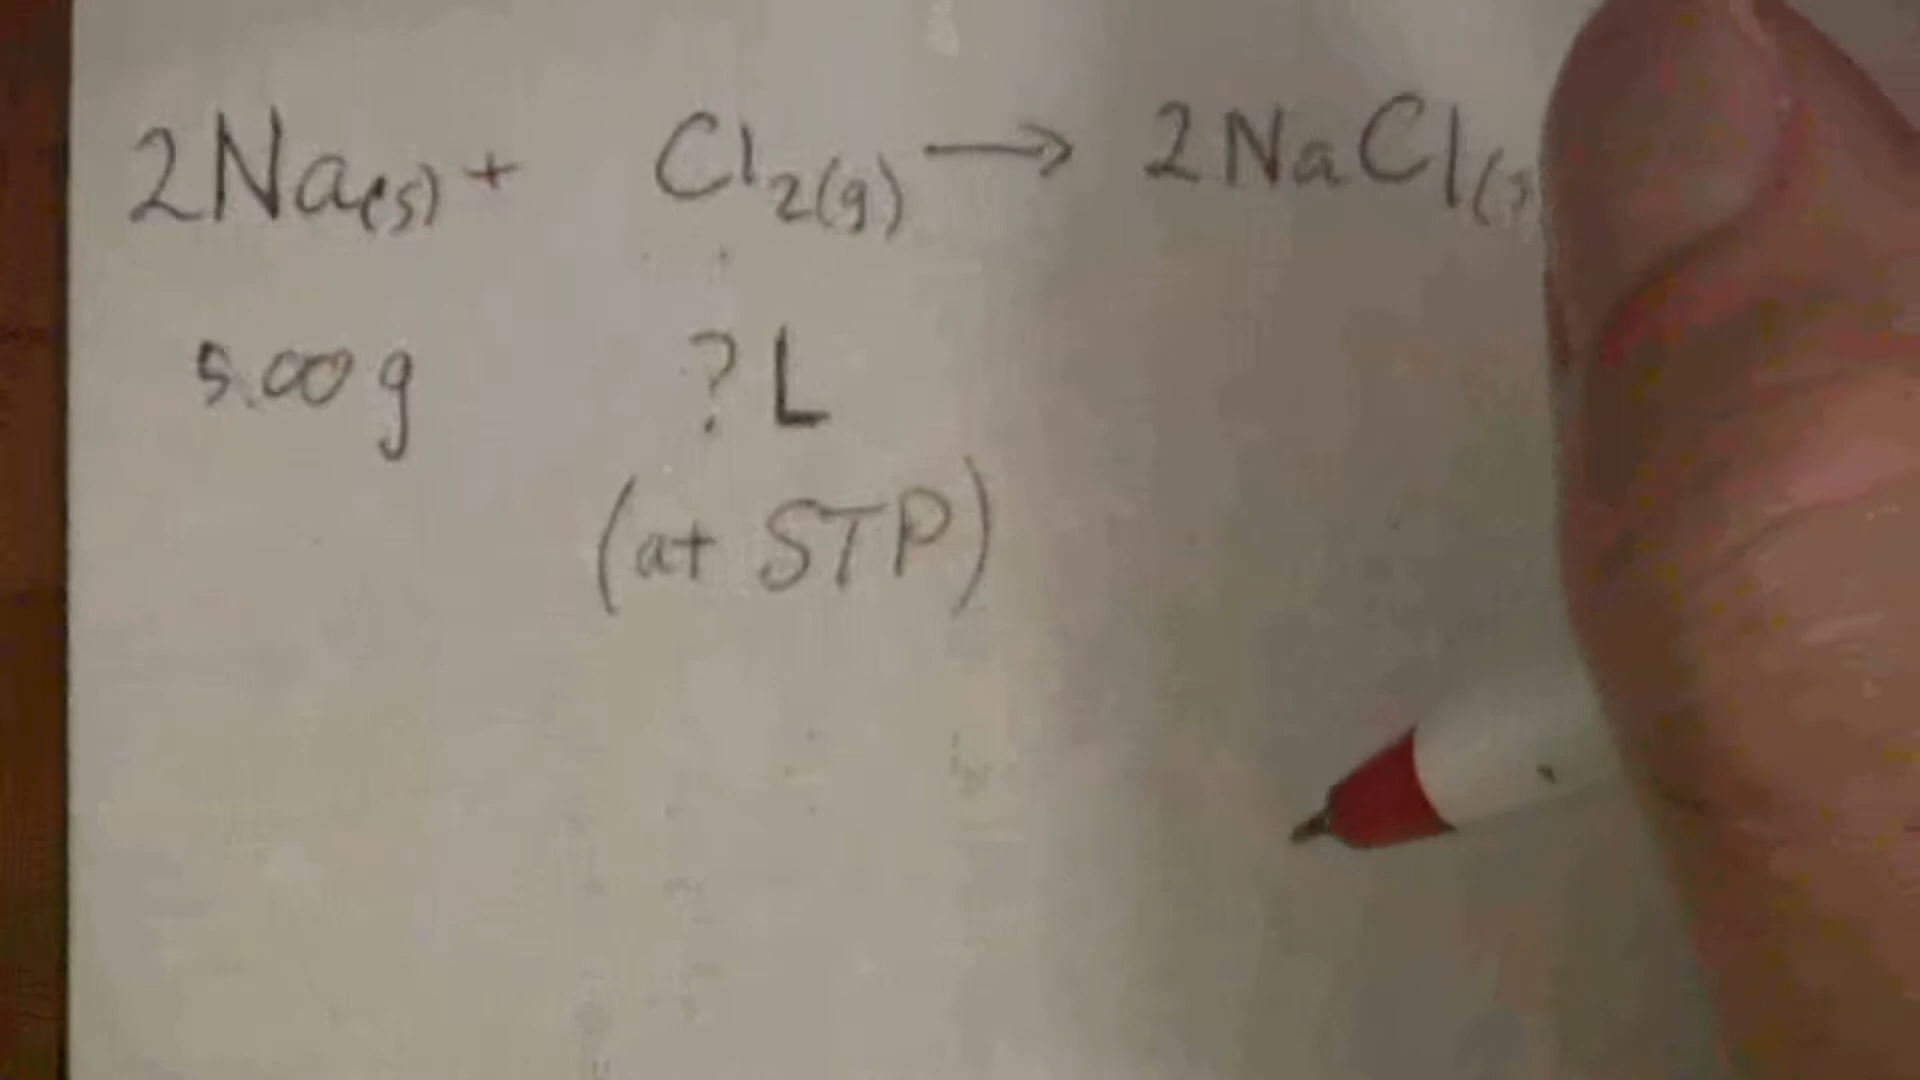 2Na(s) + Cl2(g) → 2NaCl(s
5.00 g ? L
(at STP)